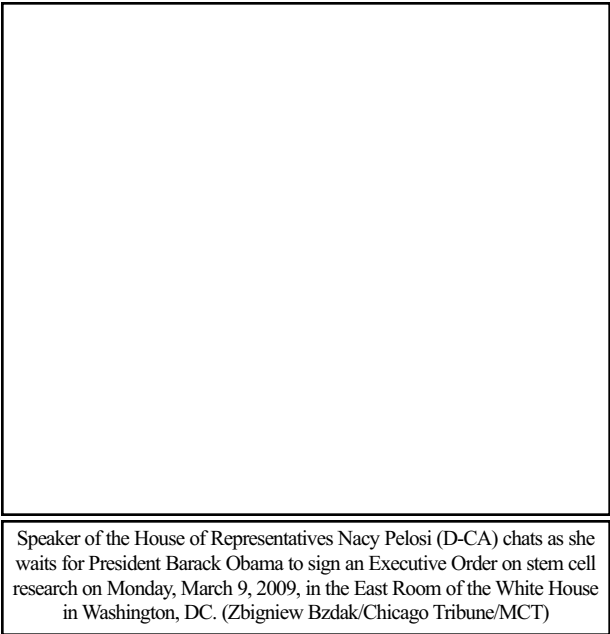 Speaker of the House of Representatives Nacy Pelosi (D-CA) chats as she
waits for President Barack Obama to sign an Executive Order on stem cell
research on Monday, March 9, 2009, in the East Room of the White House
in Washington, DC. (Zbigniew Bzdak/Chicago Tribune/MCT)